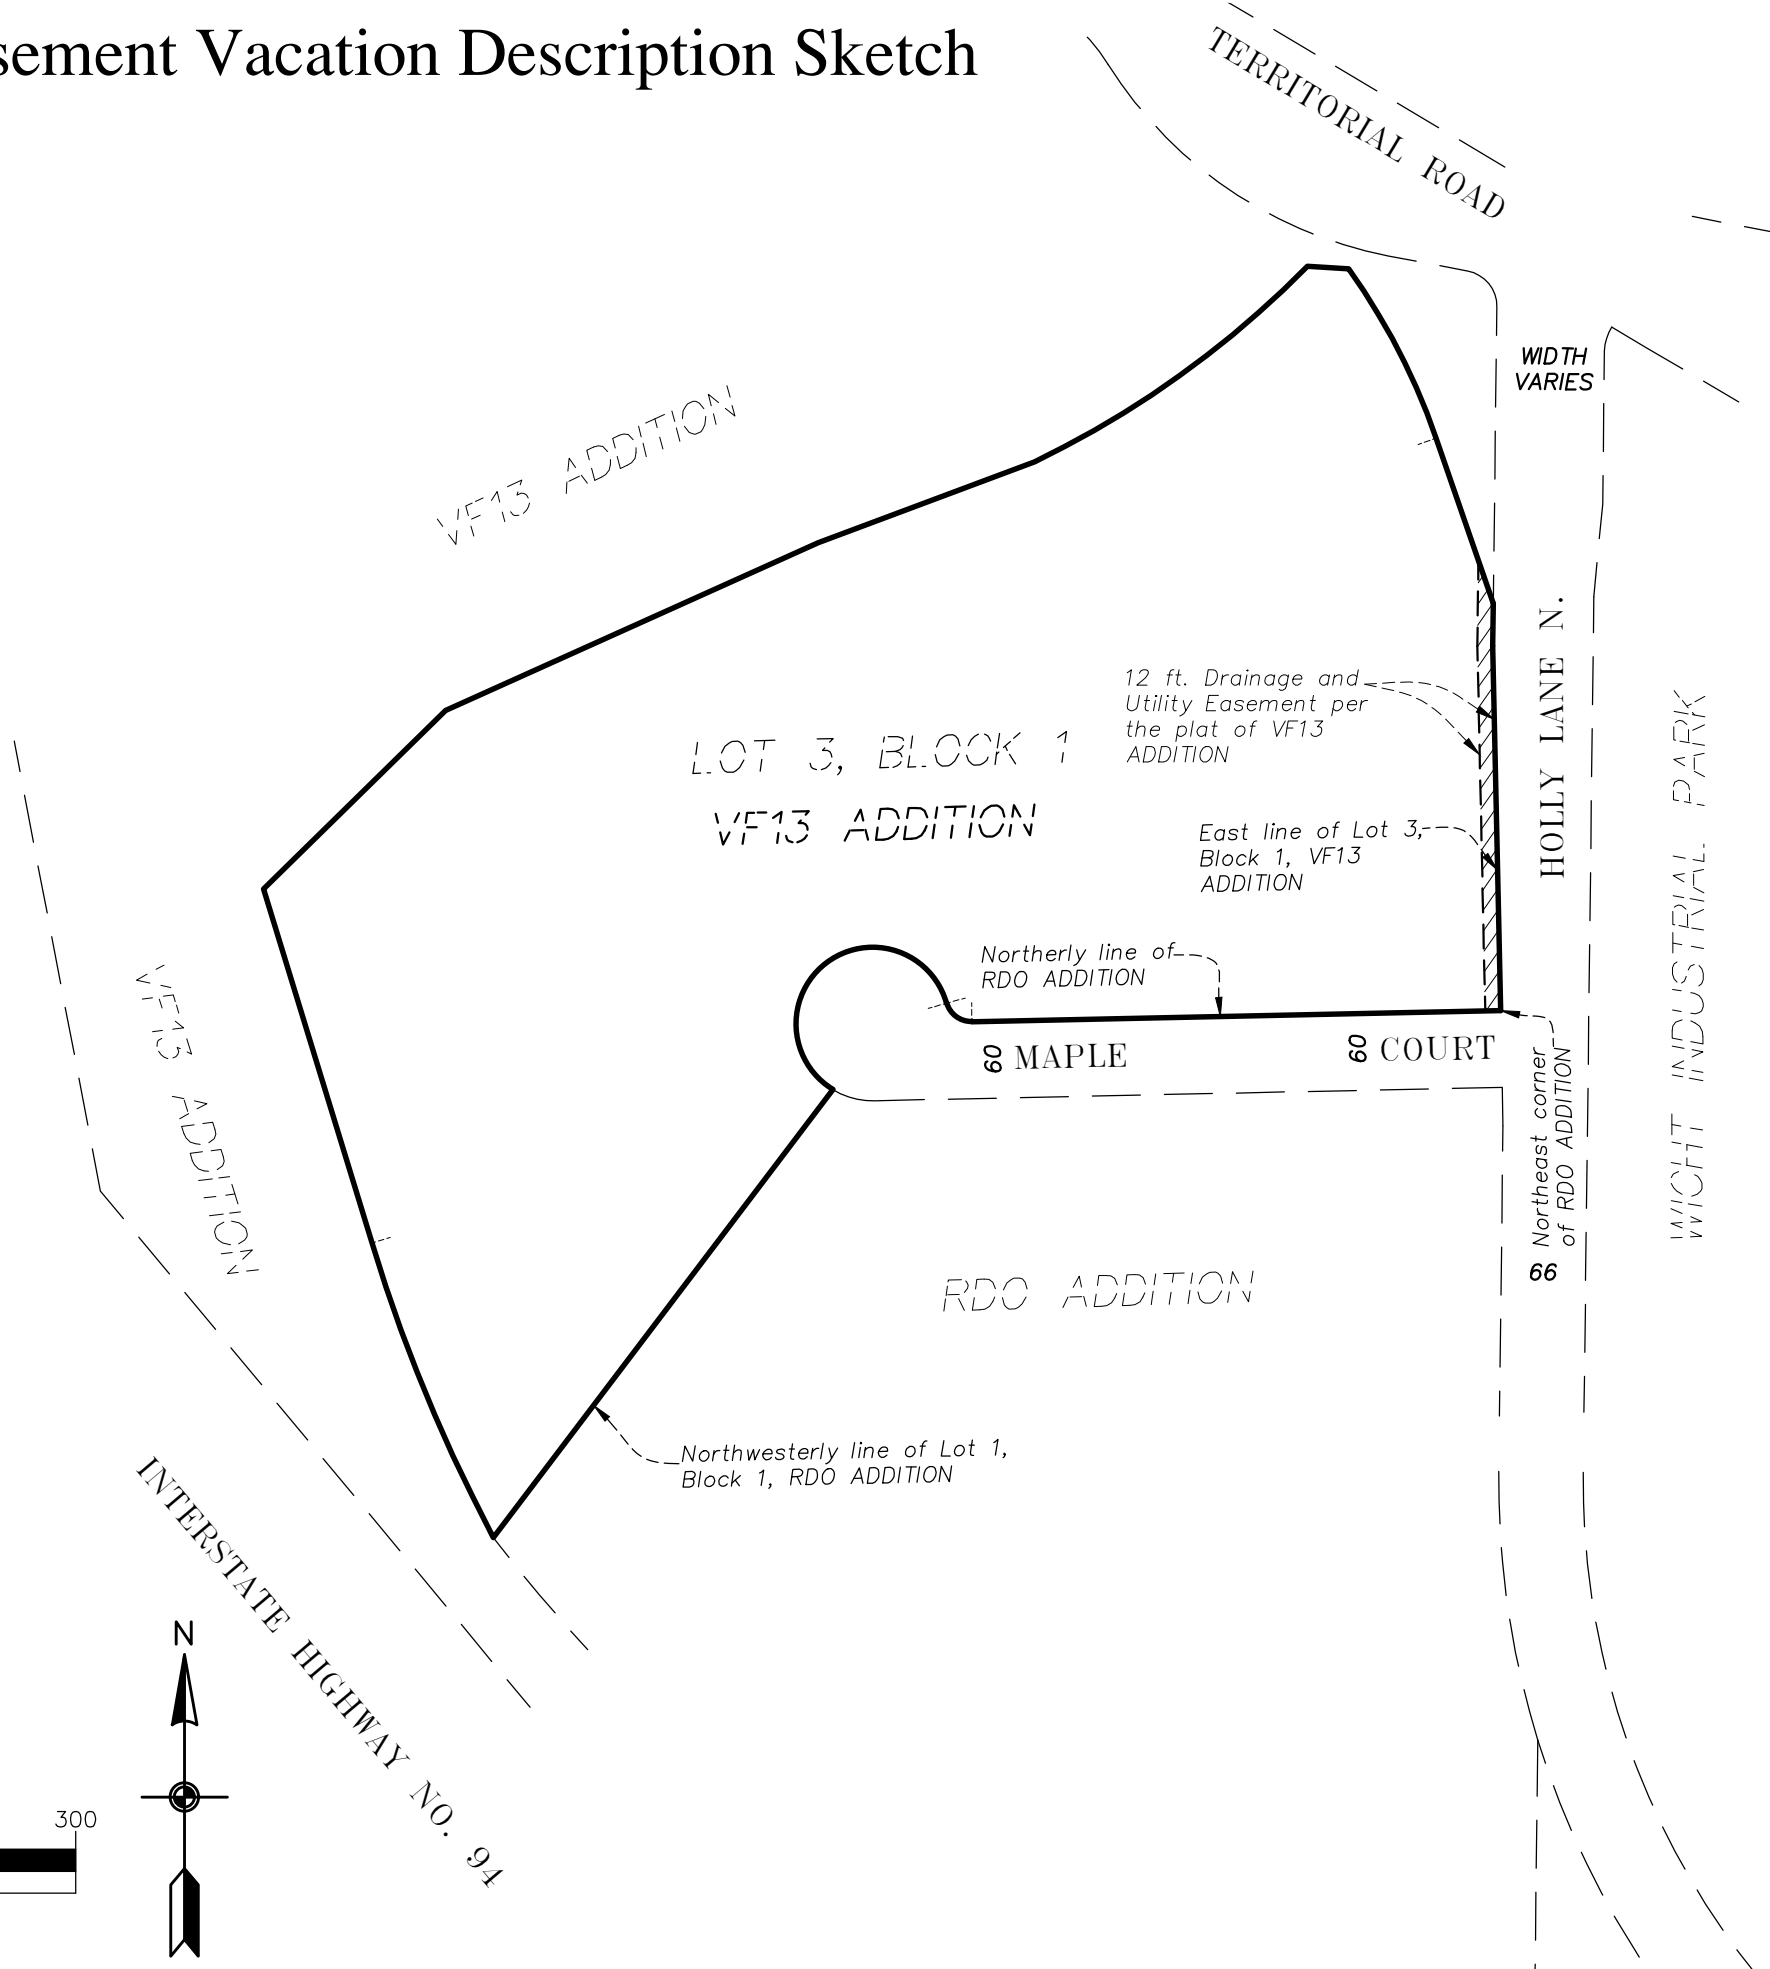 sement Vacation Description Sketch
TERRITORIAL ROAD
WIDTH
VARIES
VF13 ADDITION
HOLLY LANE N.
12 ft. Drainage and
Utility Easement per
the plat of VF13
ADDITION
LOT 3, BLOCK 1
VF13 ADDITION
East line of Lot 3,
Block 1, VF13
ADDITION
WICHT INDUSTRIAL PARK
Northerly line of
RDO ADDITION
VF13 ADDITION
60 MAPLE
60 COURT
Northeast corner
of RDO ADDITION
66
RDO ADDITION
Northwesterly line of Lot 1,
Block 1, RDO ADDITION
INTERSTATE HIGHWAY NO. 94
N
300